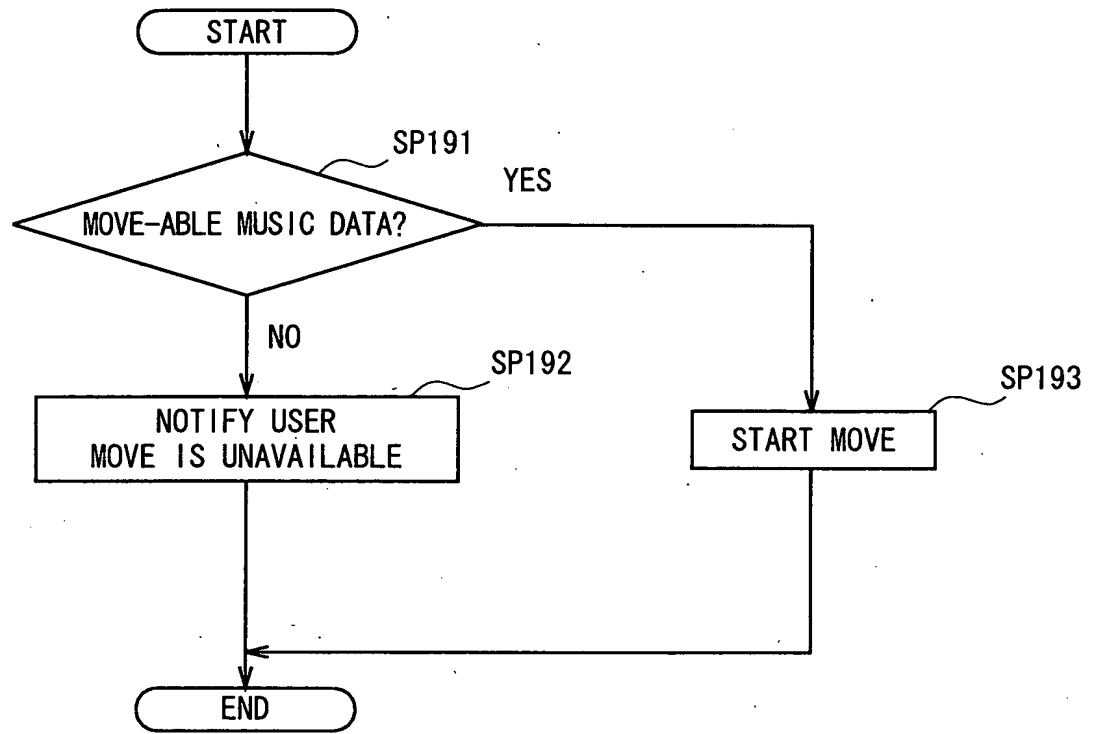 START
SP191
YES
MOVE-ABLE MUSIC DATA?
NO
SP192
NOTIFY USER
MOVE IS UNAVAILABLE
SP193
START MOVE
END